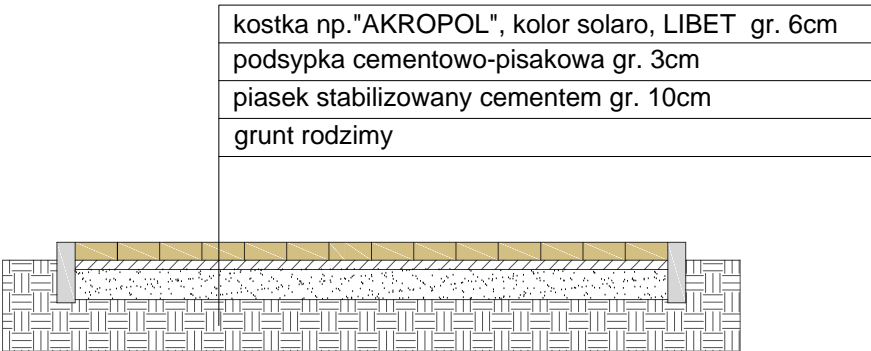 kostka np."AKROPOL", kolor solaro, LIBET gr. 6cm
podsypka cementowo-pisakowa gr. 3cm
piasek stabilizowany cementem gr. 10cm
grunt rodzimy